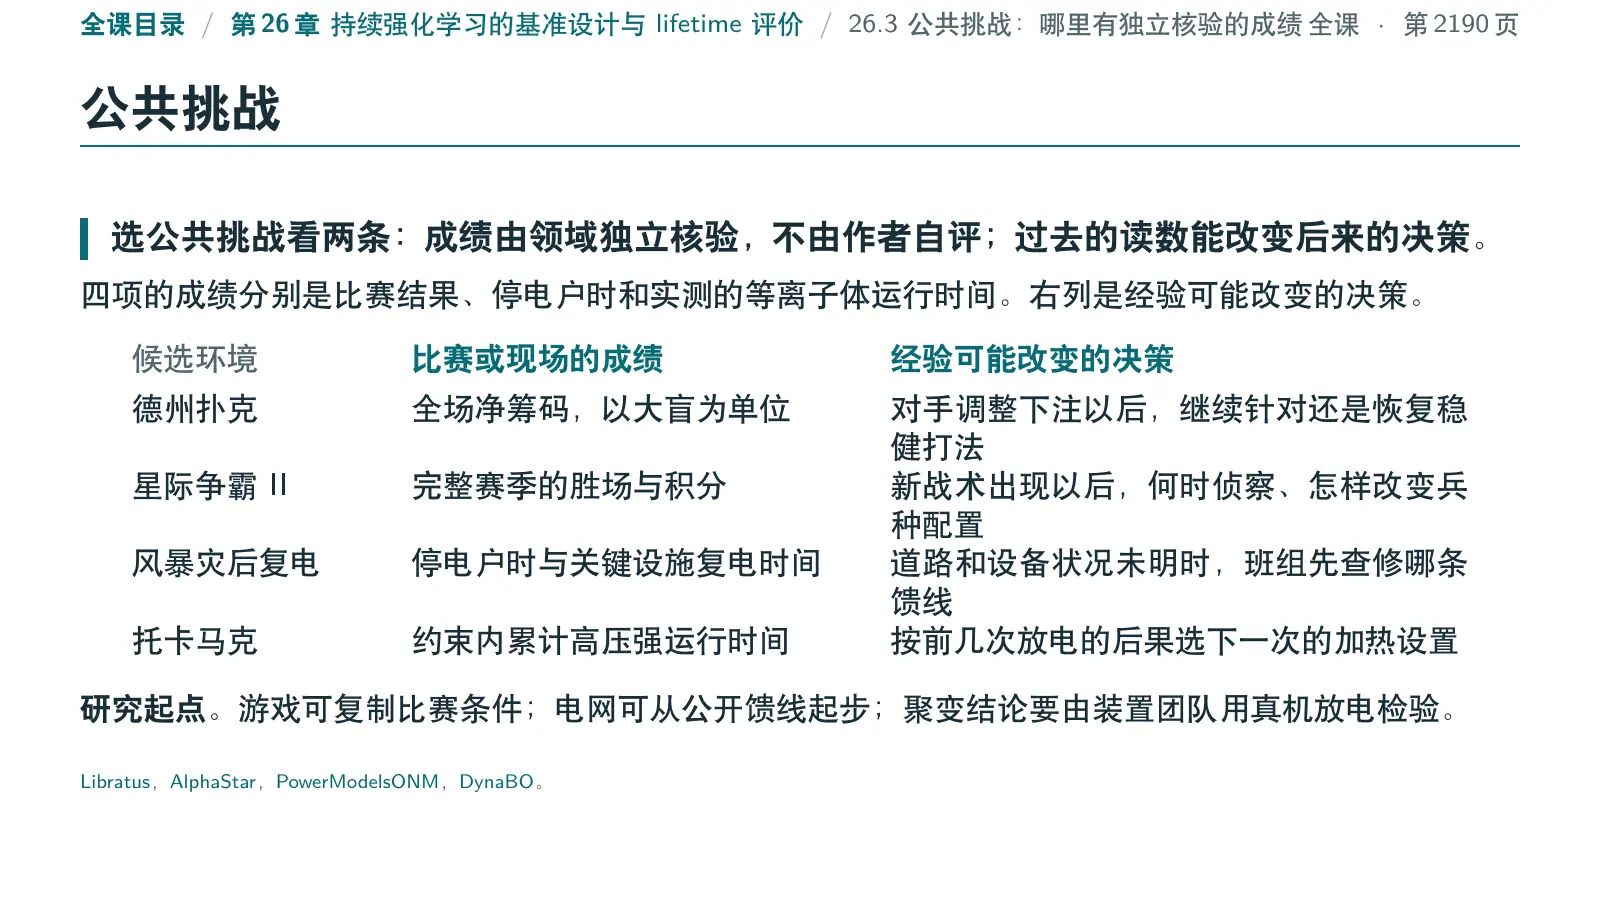 全课目录 / 第 26 章 持续强化学习的基准设计与 lifetime 评价 / 26.3 公共挑战：哪里有独立核验的成绩 全课 · 第 2190 页
公共挑战
选公共挑战看两条：成绩由领域独立核验，不由作者自评；过去的读数能改变后来的决策。
四项的成绩分别是比赛结果、停电户时和实测的等离子体运行时间。右列是经验可能改变的决策。
候选环境 比赛或现场的成绩 经验可能改变的决策
德州扑克 全场净筹码，以大盲为单位 对手调整下注以后，继续针对还是恢复稳
健打法
星际争霸 II 完整赛季的胜场与积分 新战术出现以后，何时侦察、怎样改变兵
种配置
风暴灾后复电 停电户时与关键设施复电时间 道路和设备状况未明时，班组先查修哪条
馈线
托卡马克 约束内累计高压强运行时间 按前几次放电的后果选下一次的加热设置
研究起点。游戏可复制比赛条件；电网可从公开馈线起步；聚变结论要由装置团队用真机放电检验。
Libratus，AlphaStar，PowerModelsONM，DynaBO。